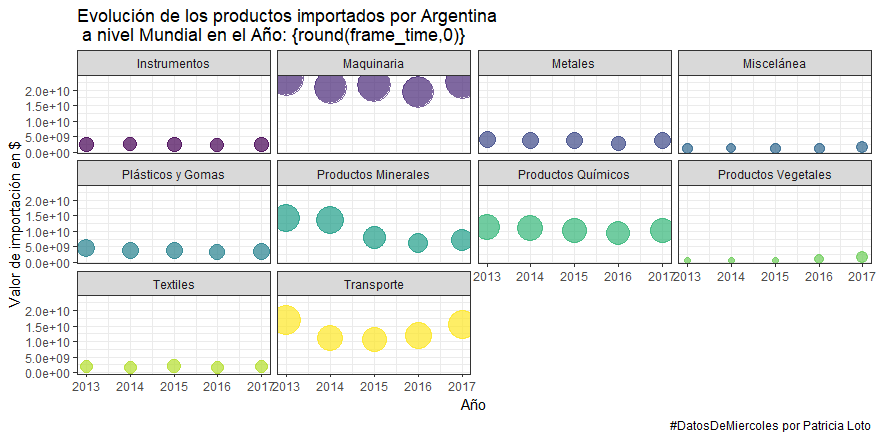 Evolución de los productos importados por Argentina
a nivel Mundial en el Año: {round(frame_time,0)}
Instrumentos
Maquinaria
Metales
Miscelánea
2.0e+10
1.5e+10
1.0e+10
5.0e+09
0.0e+00
Plásticos y Gomas
Productos Minerales
Productos Químicos
Productos Vegetales
2.0e+10
1.5e+10
1.0e+10
5.0e+09
0.0e+00
2013 2014 2015 2016 2017
2013 2014 2015 2016 2017
Textiles
Transporte
2.0e+10
1.5e+10
1.0e+10
5.0e+09
0.0e+00
2013 2014 2015 2016 2017
2013 2014 2015 2016 2017
Valor de importación en $
Año
#DatosDeMiercoles por Patricia Loto